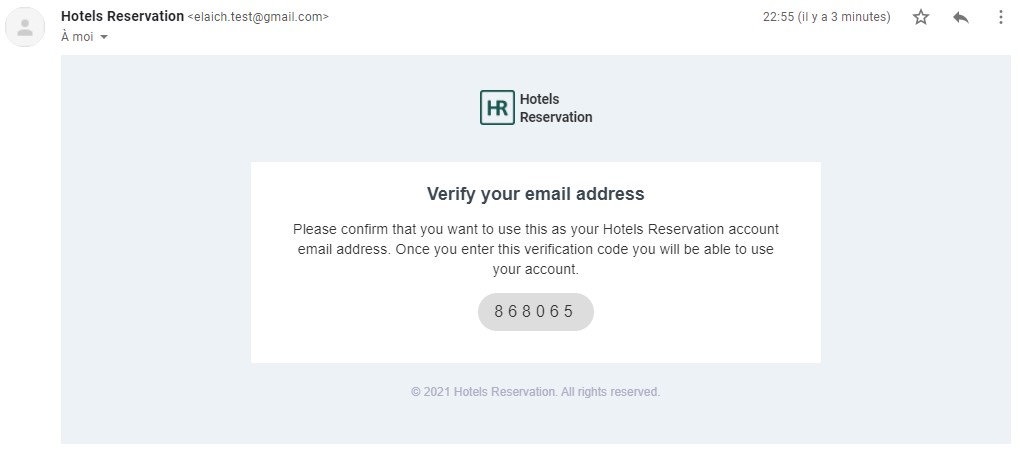 Hotels Reservation <elaich.test@gmail.com>
22:55 (il y a 3 minutes)
À moi
HR
Hotels
Reservation
Verify your email address
Please confirm that you want to use this as your Hotels Reservation account
email address. Once you enter this verification code you will be able to use
your account.
868065
© 2021 Hotels Reservation. All rights reserved.